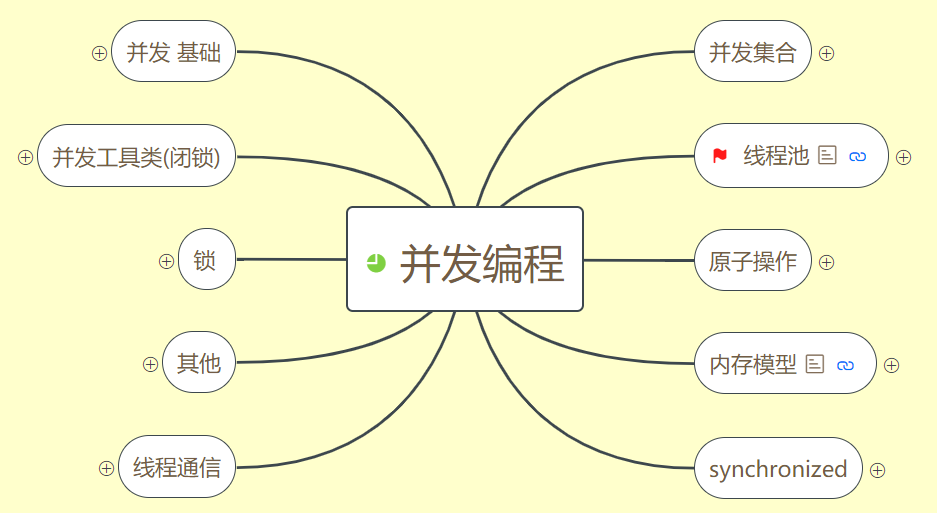 并发 基础
并发集合
并发工具类(闭锁)
线程池
锁
并发编程
原子操作
其他
内存模型
线程通信
synchronized